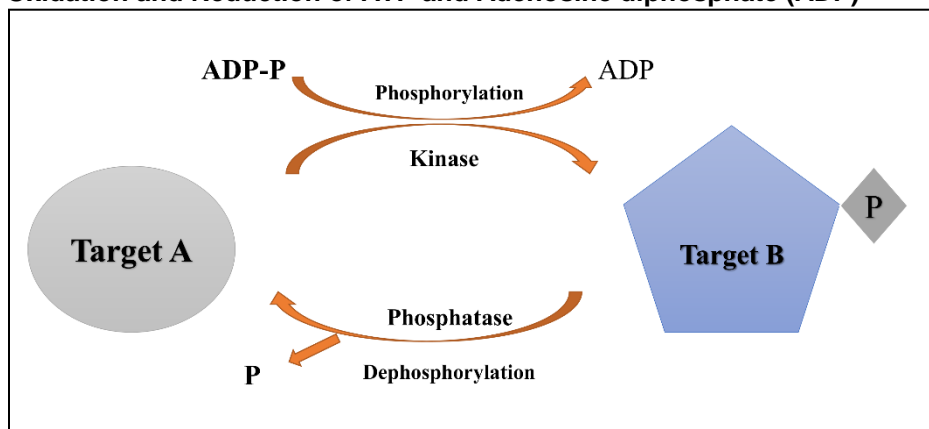 Oxidation and Reduction of ATP and Adenosine diphosphate (ADP)
ADP-P
ADP
Phosphorylation
Kinase
Target A
Target B
P
Phosphatase
P
Dephosphorylation